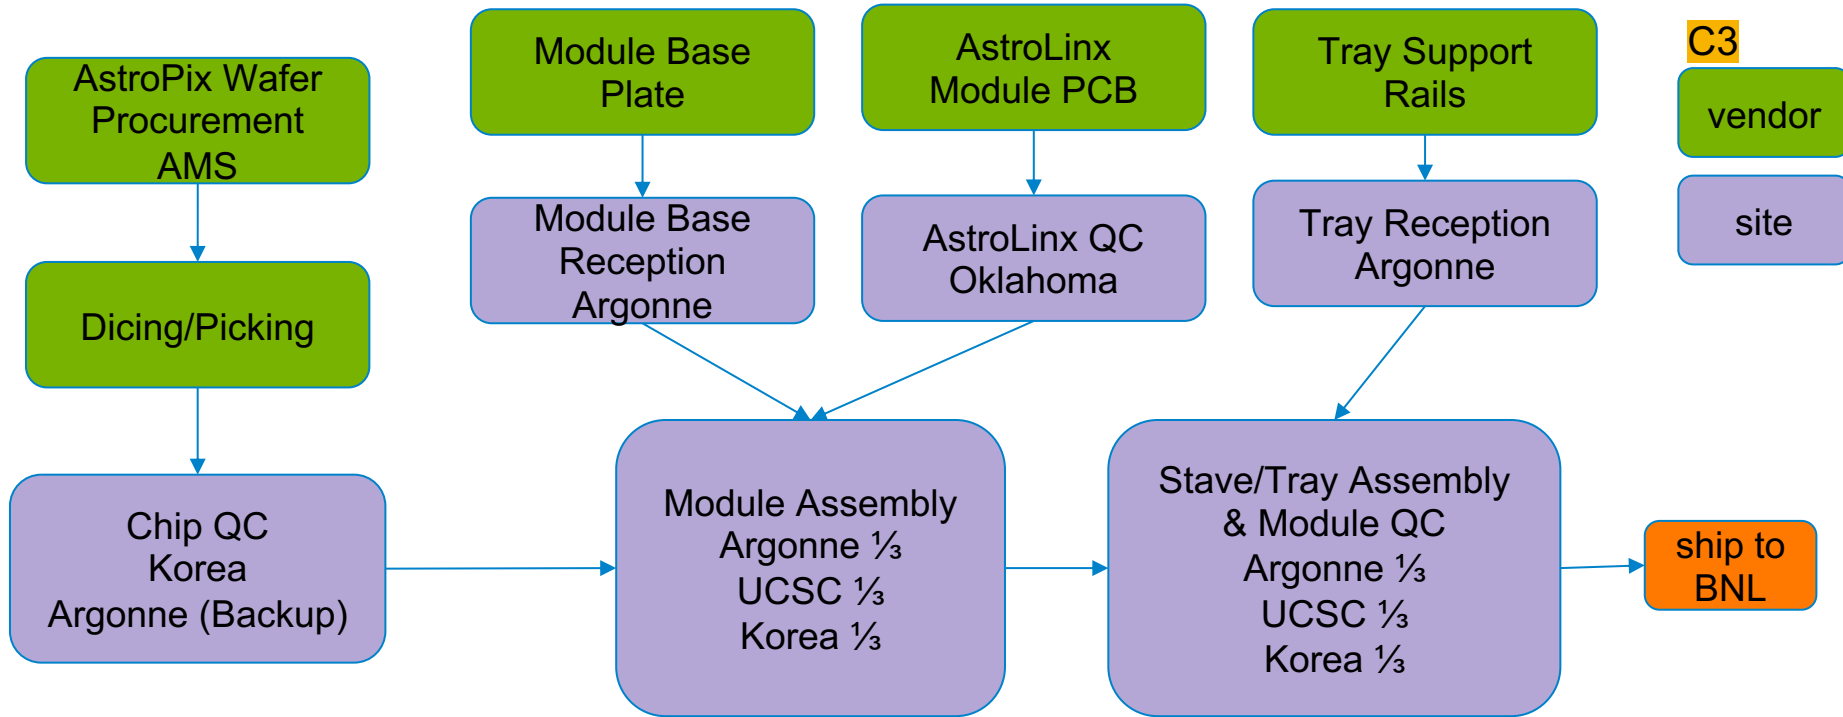 AstroPix Wafer
Procurement
AMS
Module Base
Plate
AstroLinx
Module PCB
Tray Support
Rails
C3
vendor
site
Module Base
Reception
Argonne
AstroLinx QC
Oklahoma
Tray Reception
Argonne
Dicing/Picking
Chip QC
Korea
Argonne (Backup)
Module Assembly
Argonne ⅓
UCSC ⅓
Korea ⅓
Stave/Tray Assembly
& Module QC
Argonne ⅓
UCSC ⅓
Korea ⅓
ship to
BNL